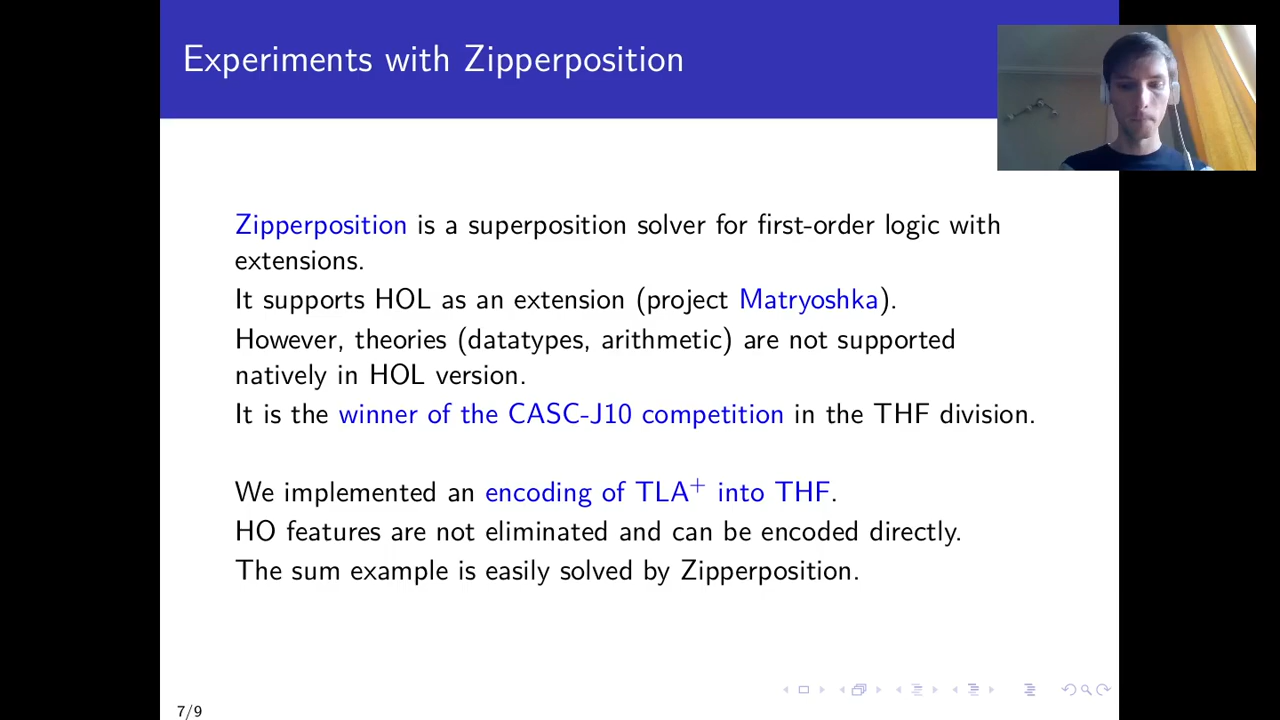 Experiments with Zipperposition
Zipperposition is a superposition solver for first-order logic with
extensions.
It supports HOL as an extension (project Matryoshka).
However, theories (datatypes, arithmetic) are not supported
natively in HOL version.
It is the winner of the CASC-J10 competition in the THF division.
We implemented an encoding of TLA⁺ into THF.
HO features are not eliminated and can be encoded directly.
The sum example is easily solved by Zipperposition.
7/9